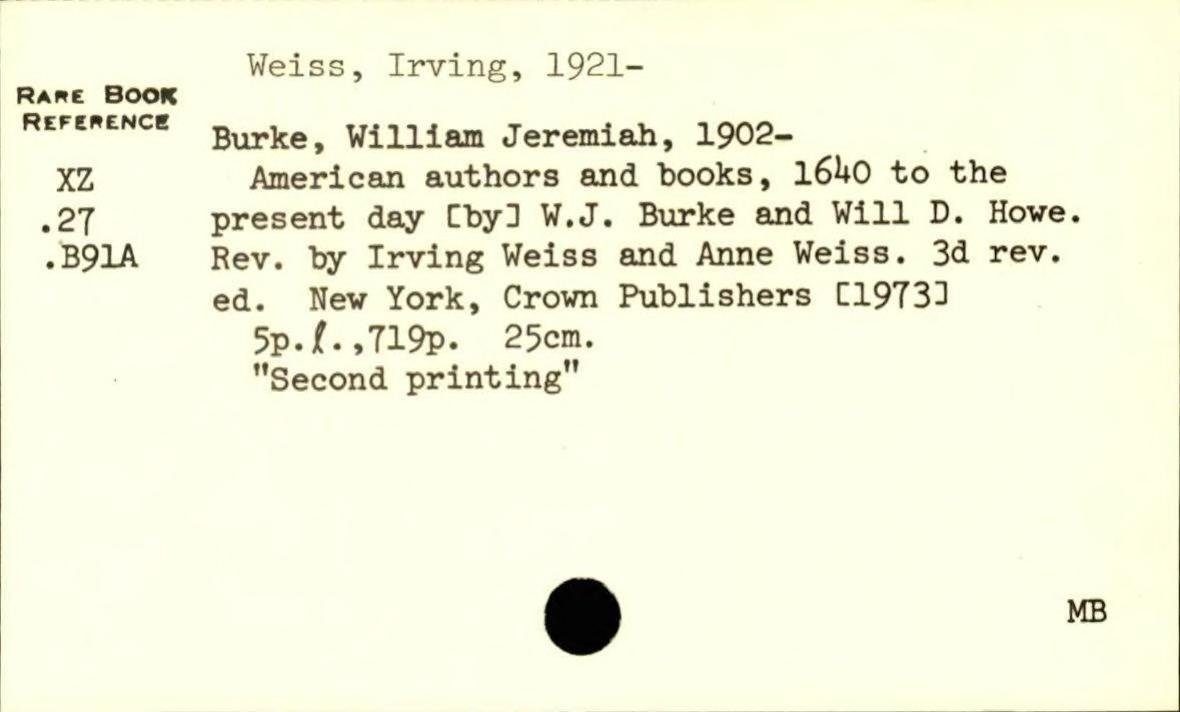 Weiss, Irving, 1921-
RARE BOOK
REFERENCE
Burke, William Jeremiah, 1902-
XZ
American authors and books, 1640 to the
.27
present day [by] W.J. Burke and Will D. Howe.
.B91A
Rev. by Irving Weiss and Anne Weiss. 3d rev.
ed. New York, Crown Publishers [1973]
5p.ℓ.,719p. 25cm.
"Second printing"
MB